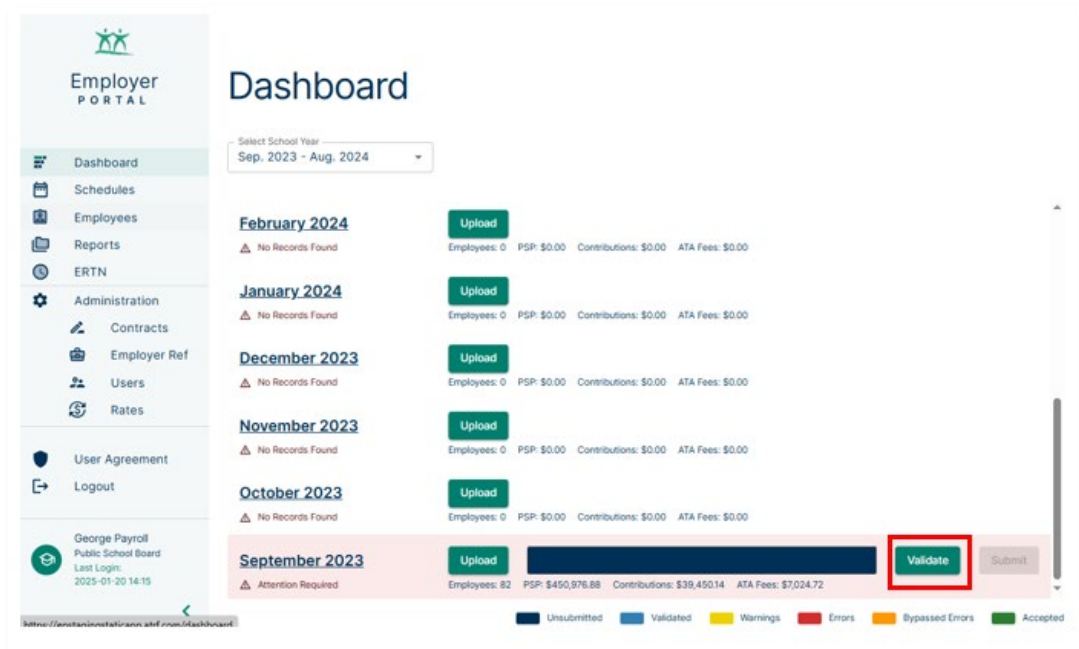 Employer
PORTAL
Dashboard
Schedules
Employees
Reports
ERTN
Administration
Contracts
Employer Ref
Users
Rates
User Agreement
Logout
George Payroll
Public School Board
Last Login:
2025-01-20 14:15
Dashboard
Select School Year
Sep. 2023 - Aug. 2024
February 2024 Upload
No Records Found Employees: 0 PSP: $0.00 Contributions: $0.00 ATA Fees: $0.00
January 2024 Upload
No Records Found Employees: 0 PSP: $0.00 Contributions: $0.00 ATA Fees: $0.00
December 2023 Upload
No Records Found Employees: 0 PSP: $0.00 Contributions: $0.00 ATA Fees: $0.00
November 2023 Upload
No Records Found Employees: 0 PSP: $0.00 Contributions: $0.00 ATA Fees: $0.00
October 2023 Upload
No Records Found Employees: 0 PSP: $0.00 Contributions: $0.00 ATA Fees: $0.00
September 2023 Upload Validate Submit
Attention Required Employees: 82 PSP: $450,976.88 Contributions: $39,450.14 ATA Fees: $7,024.72
Unsubmitted Validated Warnings Errors Bypassed Errors Accepted